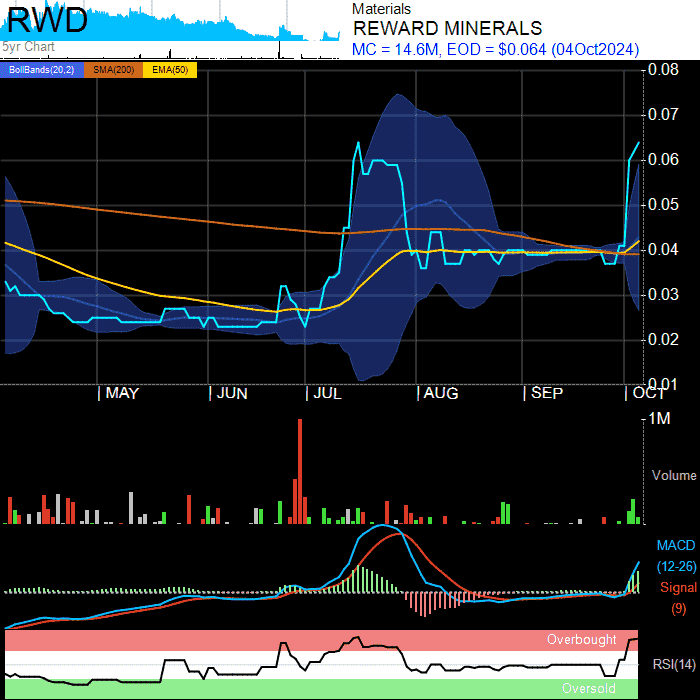 RWD
5yr Chart
Materials
REWARD MINERALS
MC = 14.6M, EOD = $0.064 (04Oct2024)
BollBands(20,2) SMA(200) EMA(50)
0.08
0.07
0.06
0.05
0.04
0.03
0.02
0.01
MAY JUN JUL AUG SEP OCT
1M
Volume
MACD
(12-26)
Signal
(9)
Overbought
RSI(14)
Oversold